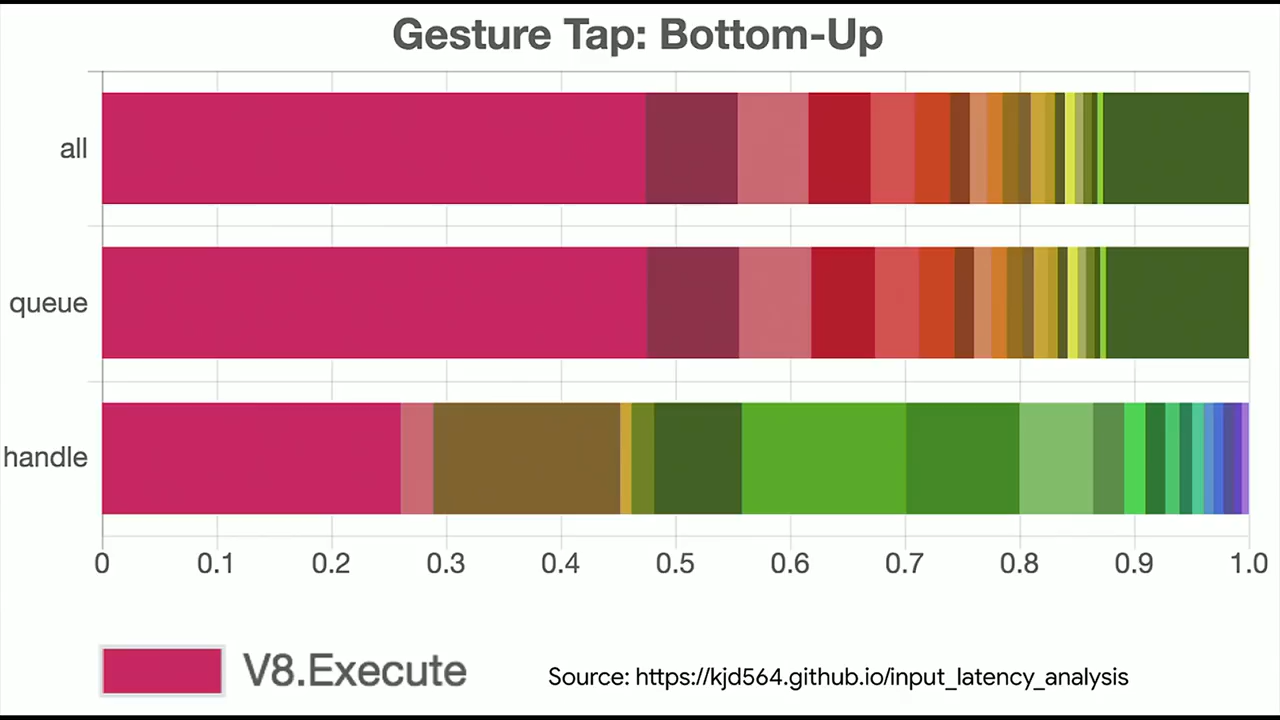 Gesture Tap: Bottom-Up
all
queue
handle
0 0.1 0.2 0.3 0.4 0.5 0.6 0.7 0.8 0.9 1.0
V8.Execute
Source: https://kjd564.github.io/input_latency_analysis